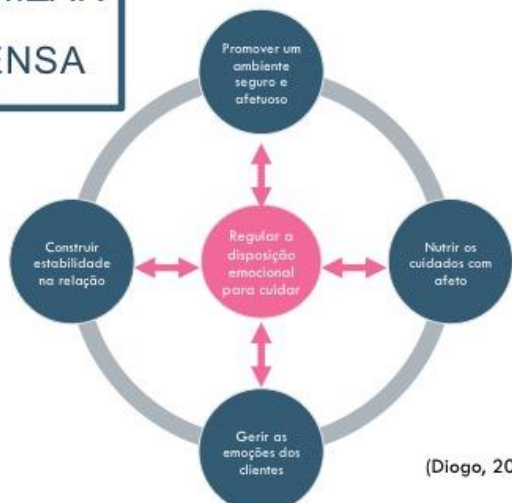 ENSA
Promover um
ambiente
seguro e
afetuoso
Construir
estabilidade
na relação
Regular a
disposição
emocional
para cuidar
Nutrir os
cuidados com
afeto
Gerir as
emoções dos
clientes
(Diogo, 20